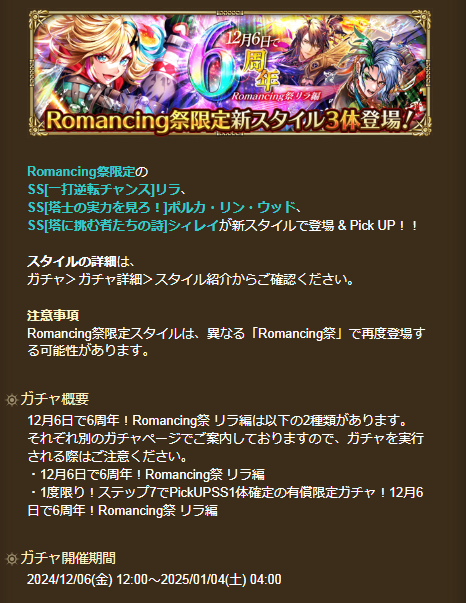 12月6日で
6周年
Romancing祭リラ編
Romancing祭限定新スタイル3体登場!
Romancing祭限定の
SS[一打逆転チャンス]リラ、
SS[塔士の実力を見ろ！]ポルカ・リン・ウッド、
SS[塔に挑む者たちの詩]シィレイが新スタイルで登場 & Pick UP！！
スタイルの詳細は、
ガチャ＞ガチャ詳細＞スタイル紹介からご確認ください。
注意事項
Romancing祭限定スタイルは、異なる「Romancing祭」で再度登場す
る可能性があります。
ガチャ概要
12月6日で6周年！Romancing祭 リラ編は以下の2種類があります。
それぞれ別のガチャページでご案内しておりますので、ガチャを実行
される際はご注意ください。
・12月6日で6周年！Romancing祭 リラ編
・1度限り！ステップ7でPickUPSS1体確定の有償限定ガチャ！12月6
日で6周年！Romancing祭 リラ編
ガチャ開催期間
2024/12/06(金) 12:00～2025/01/04(土) 04:00